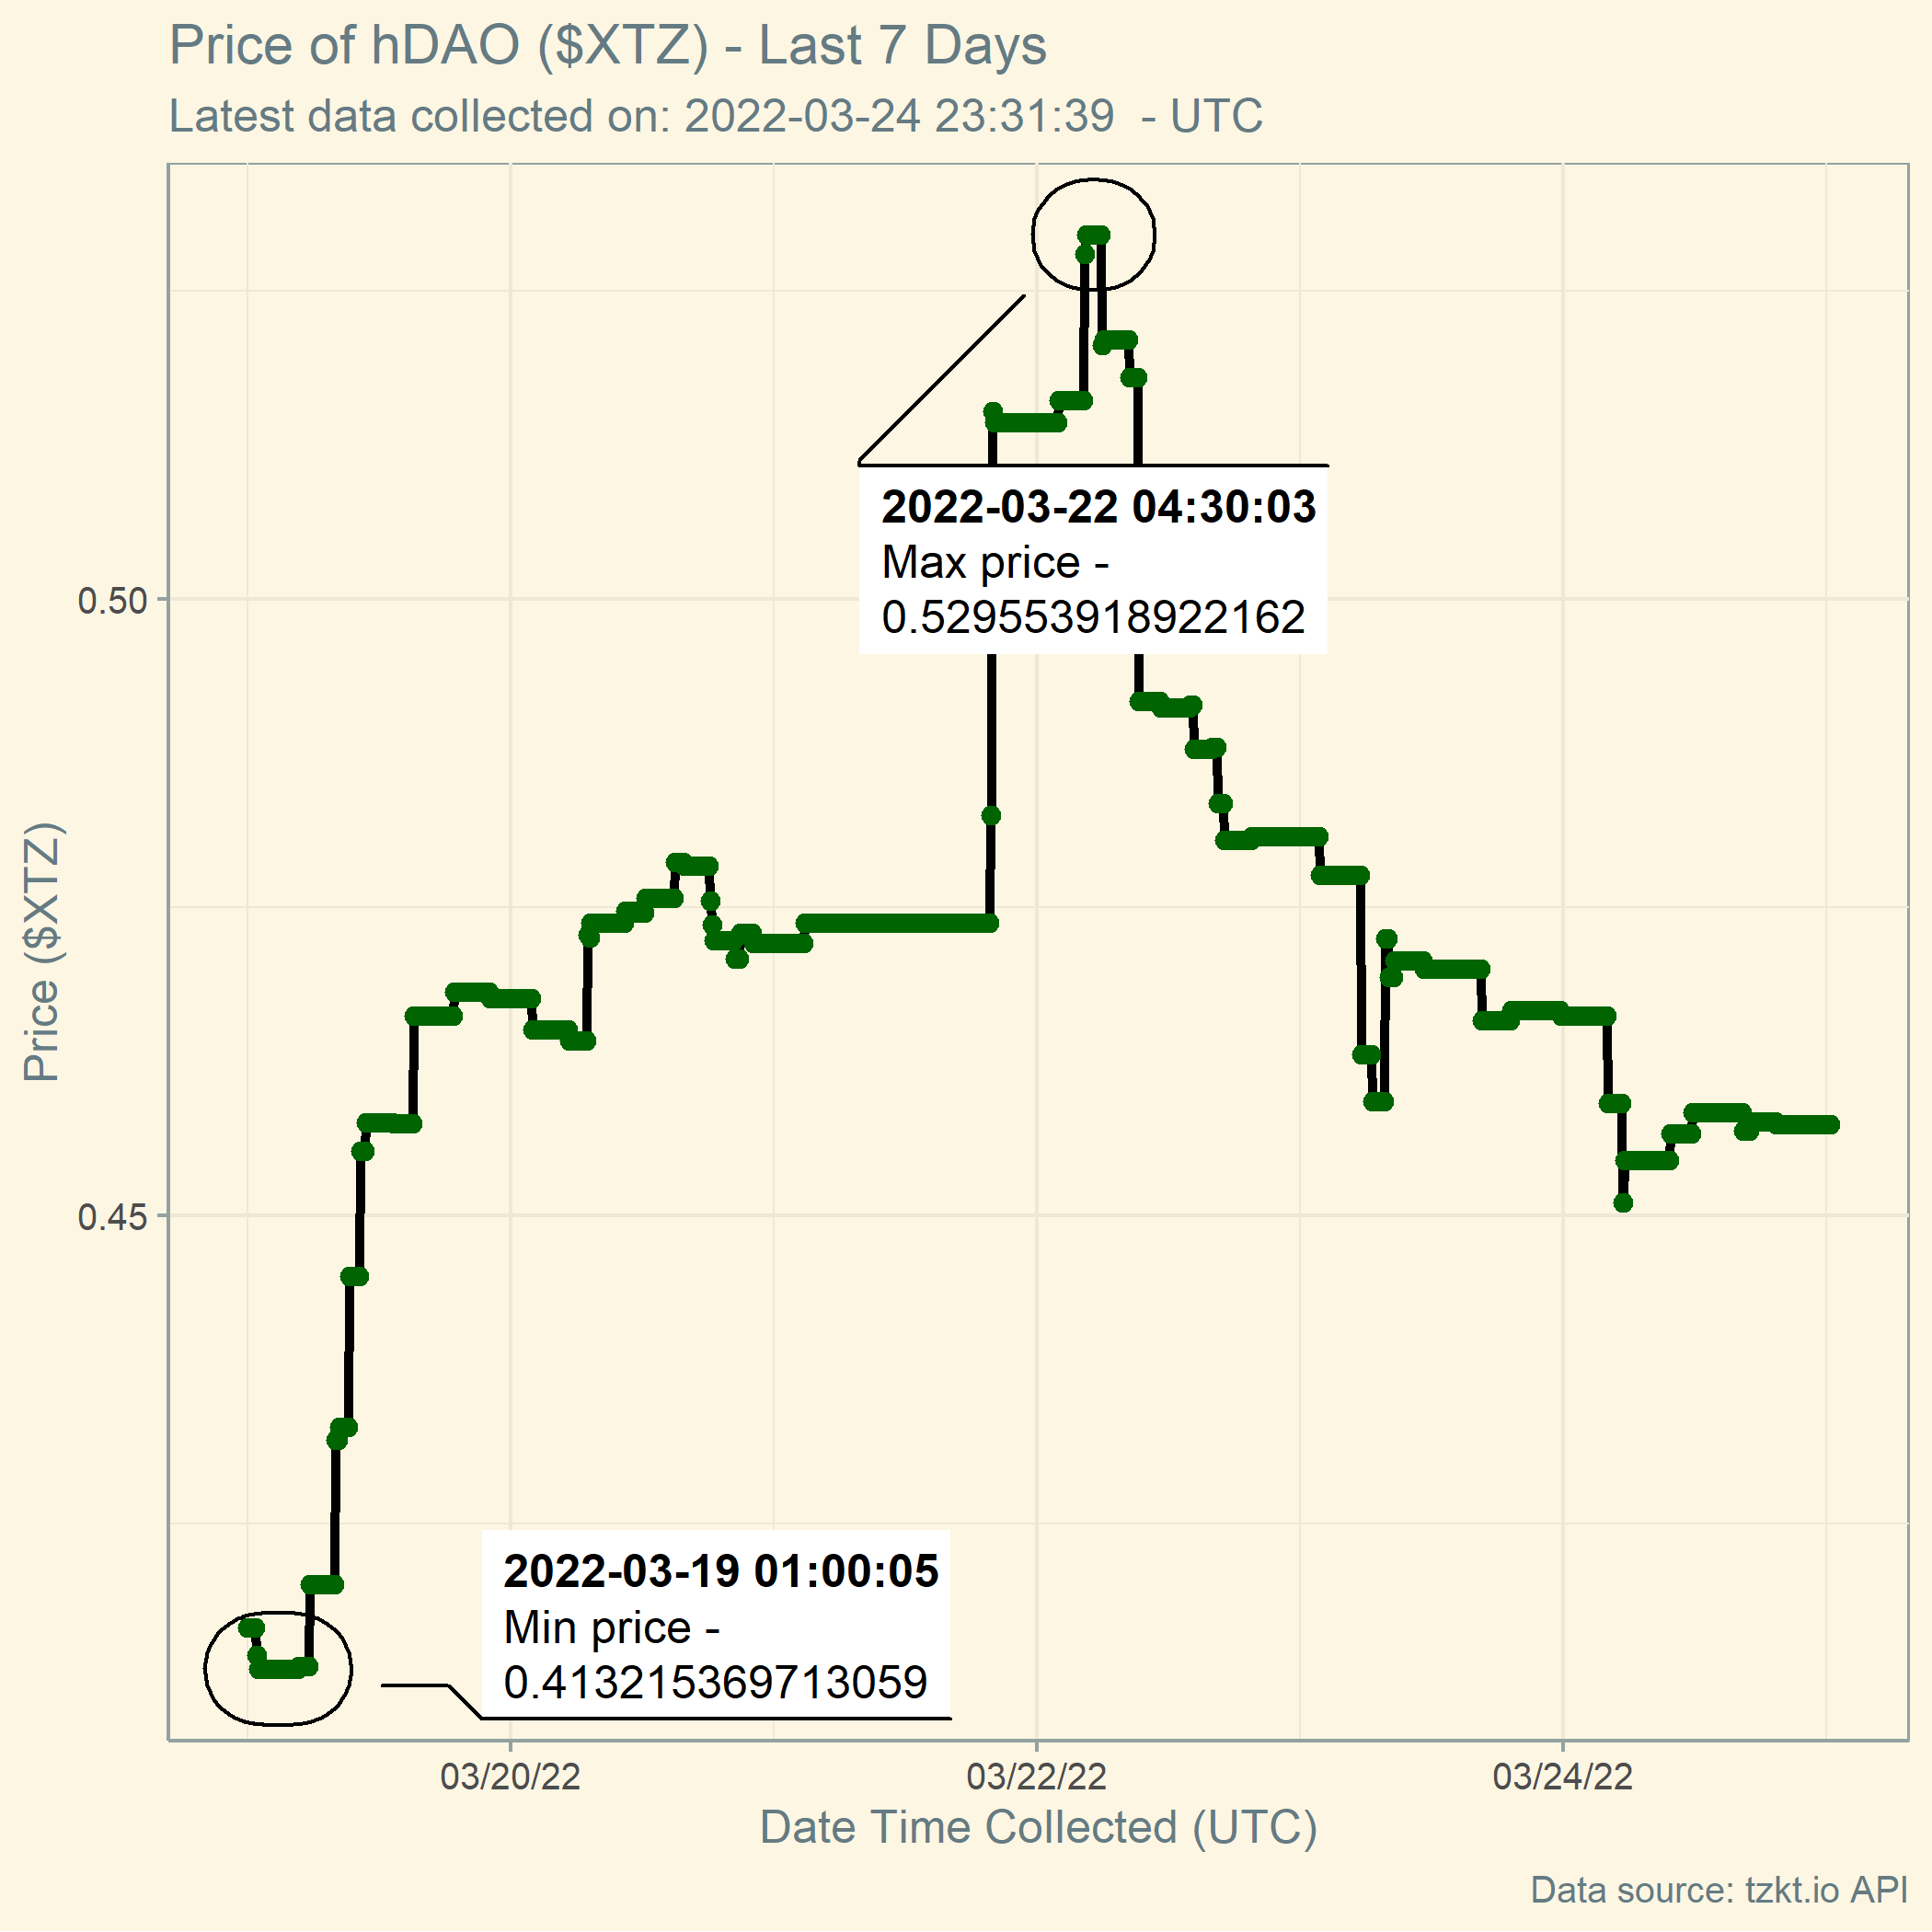 Price of hDAO ($XTZ) - Last 7 Days
Latest data collected on: 2022-03-24 23:31:39  - UTC
2022-03-22 04:30:03
Max price -
0.529553918922162
0.50
Price ($XTZ)
0.45
2022-03-19 01:00:05
Min price -
0.413215369713059
03/20/22
03/22/22
03/24/22
Date Time Collected (UTC)
Data source: tzkt.io API